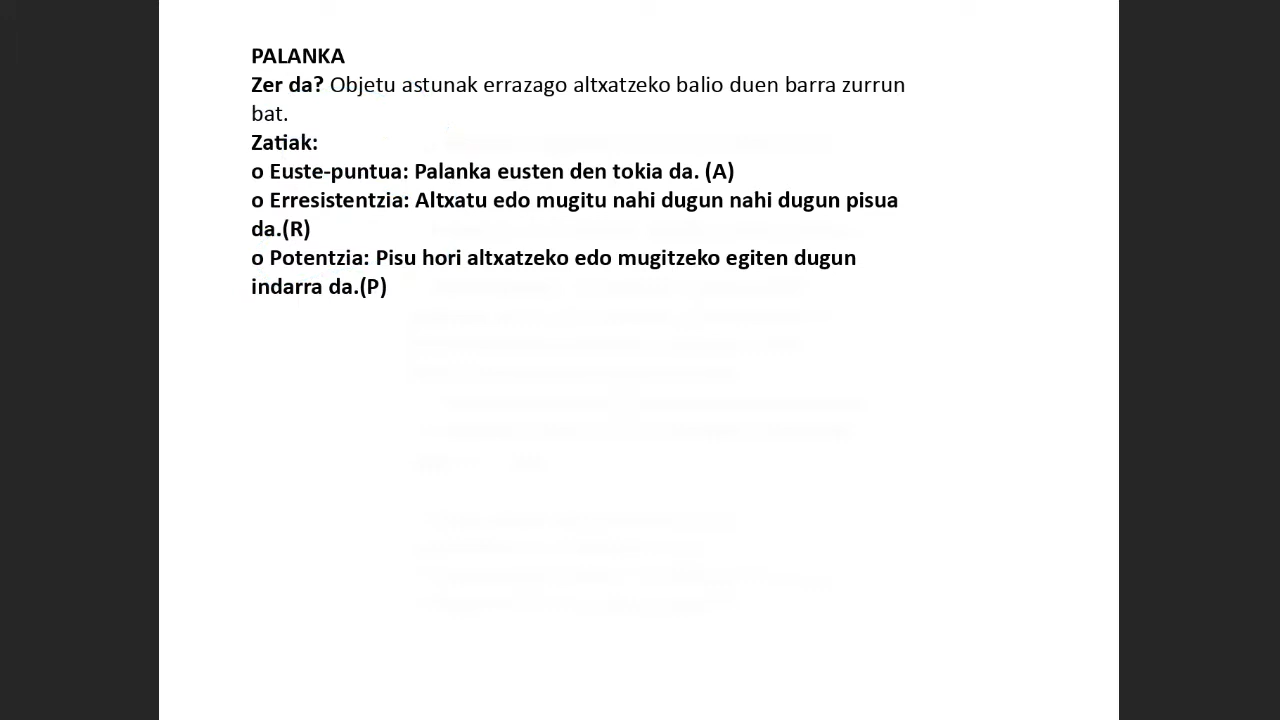 PALANKA
Zer da? Objetu astunak errazago altxatzeko balio duen barra zurrun
bat.
Zatiak:
o Euste-puntua: Palanka eusten den tokia da. (A)
o Erresistentzia: Altxatu edo mugitu nahi dugun nahi dugun pisua
da.(R)
o Potentzia: Pisu hori altxatzeko edo mugitzeko egiten dugun
indarra da.(P)